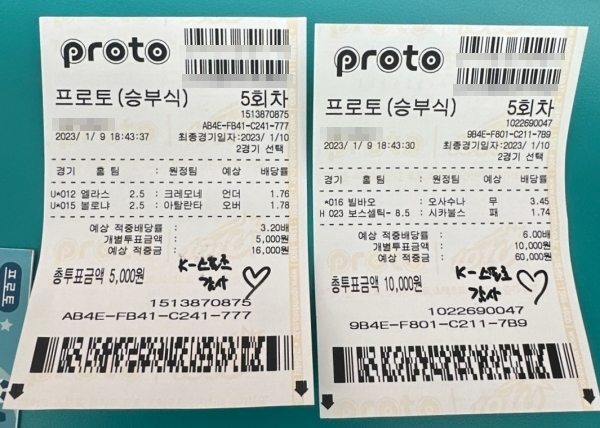 proto
프로토(승부식) 5회차
1513870875
AB4E-FB41-C241-777
2023/ 1/ 9 18:43:37 최종경기일자:2023/ 1/10
2경기 선택
경기 홈팀 : 원정팀 예상 배당률
U*012 엘라스 2.5 : 크레모네 언더 1.76
U*015 볼로냐 2.5 : 아탈란타 오버 1.78
예상 적중배당률 : 3.20배
개별투표금액 : 5,000원
예상 적중금 : 16,000원
총투표금액 5,000원
K-스포츠
감사
1513870875
AB4E-FB41-C241-777
proto
프로토(승부식) 5회차
1022690047
9B4E-F801-C211-7B9
2023/ 1/ 9 18:43:30 최종경기일자:2023/ 1/10
2경기 선택
경기 홈팀 : 원정팀 예상 배당률
*016 빌바오 : 오사수나 무 3.45
H 023 보스셀틱- 8.5 : 시카불스 패 1.74
예상 적중배당률 : 6.00배
개별투표금액 : 10,000원
예상 적중금 : 60,000원
총투표금액 10,000원
K-스포츠
감사
1022690047
9B4E-F801-C211-7B9
프로토